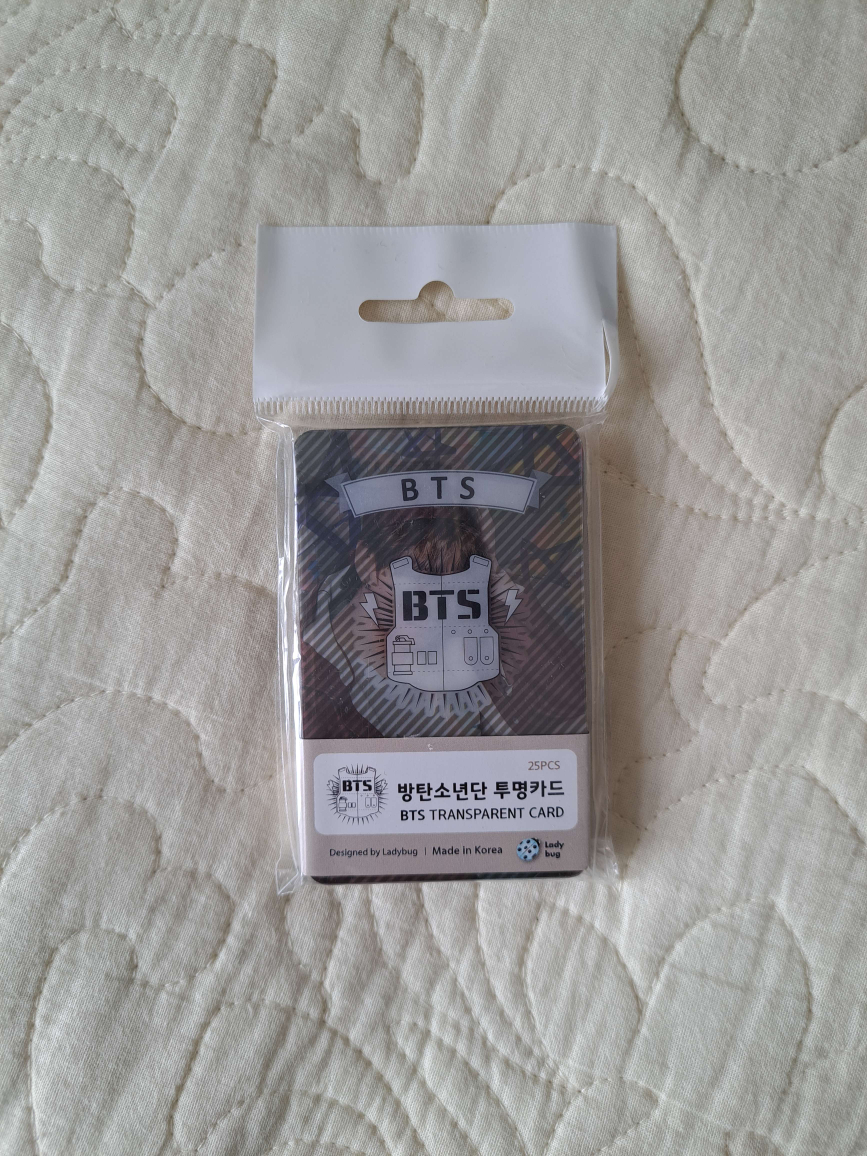 BTS
BTS
25PCS
BTS
방탄소년단 투명카드
BTS TRANSPARENT CARD
Designed by Ladybug | Made in Korea
Lady
bug